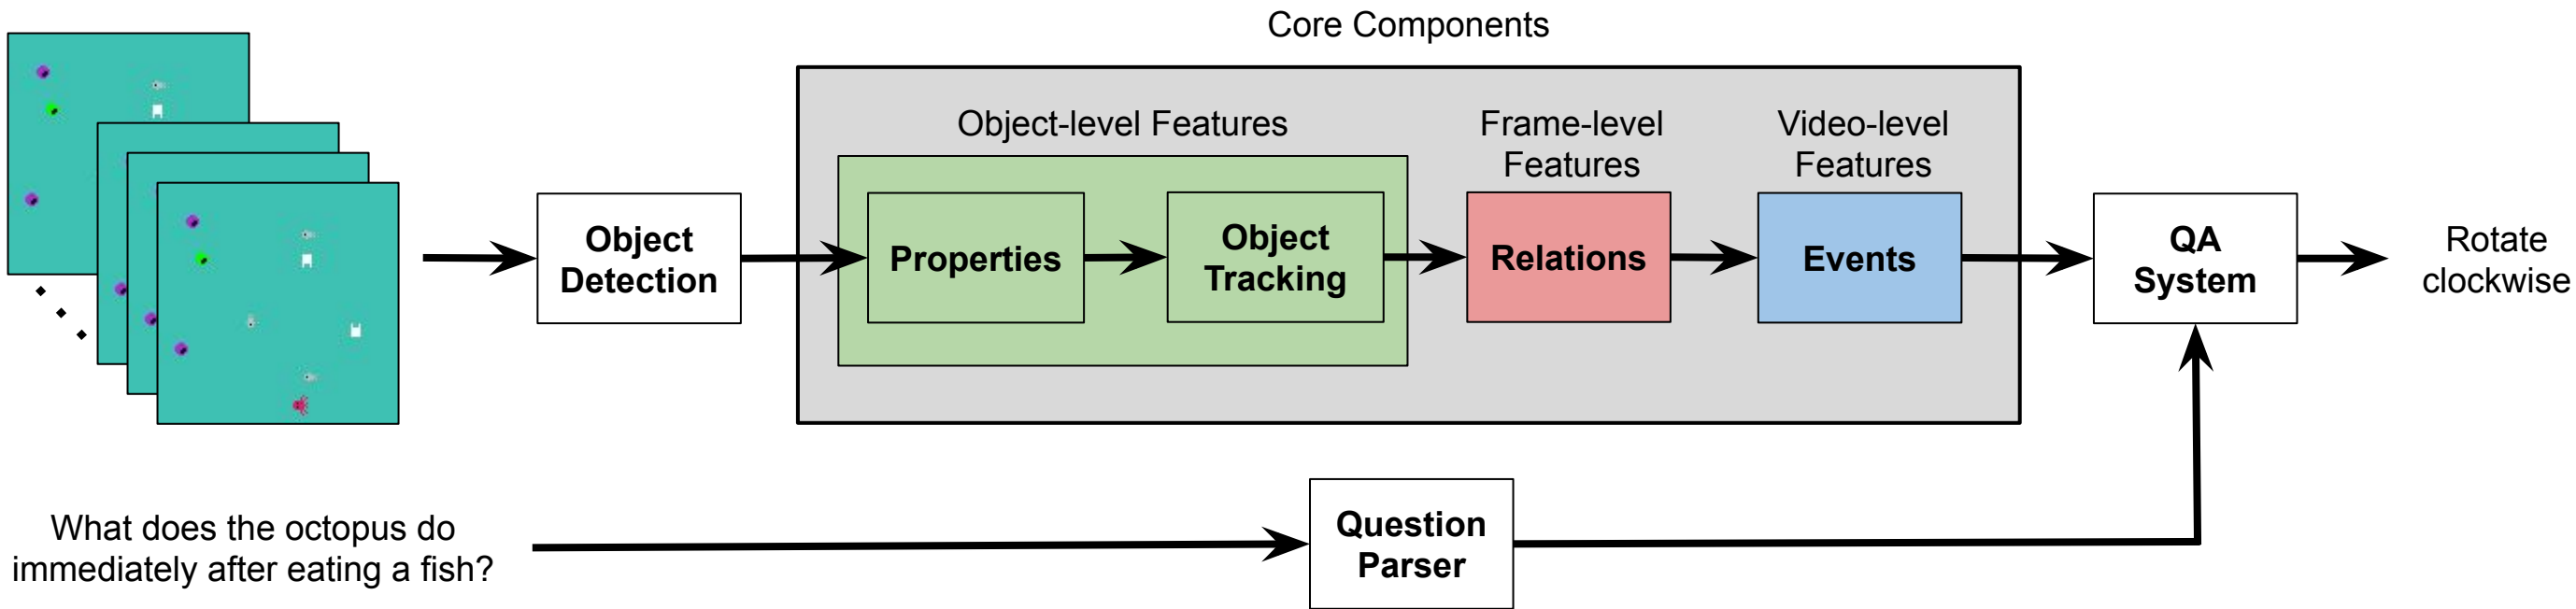 Core Components
Object-level Features
Frame-level
Features
Video-level
Features
Object
Detection
Properties
Object
Tracking
Relations
Events
QA
System
Rotate
clockwise
What does the octopus do
immediately after eating a fish?
Question
Parser